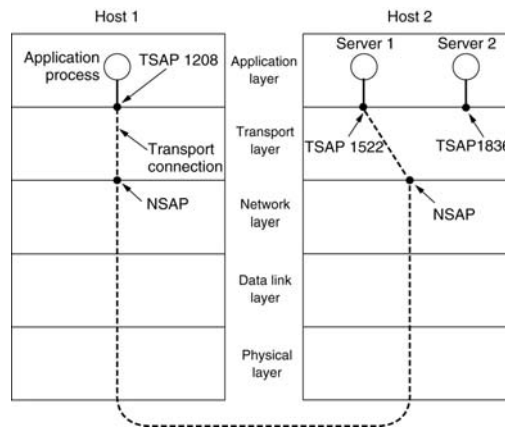 Host 1
Host 2
Application
process
TSAP 1208
Application
layer
Server 1
Server 2
Transport
connection
Transport
layer
TSAP 1522
TSAP1836
NSAP
Network
layer
NSAP
Data link
layer
Physical
layer